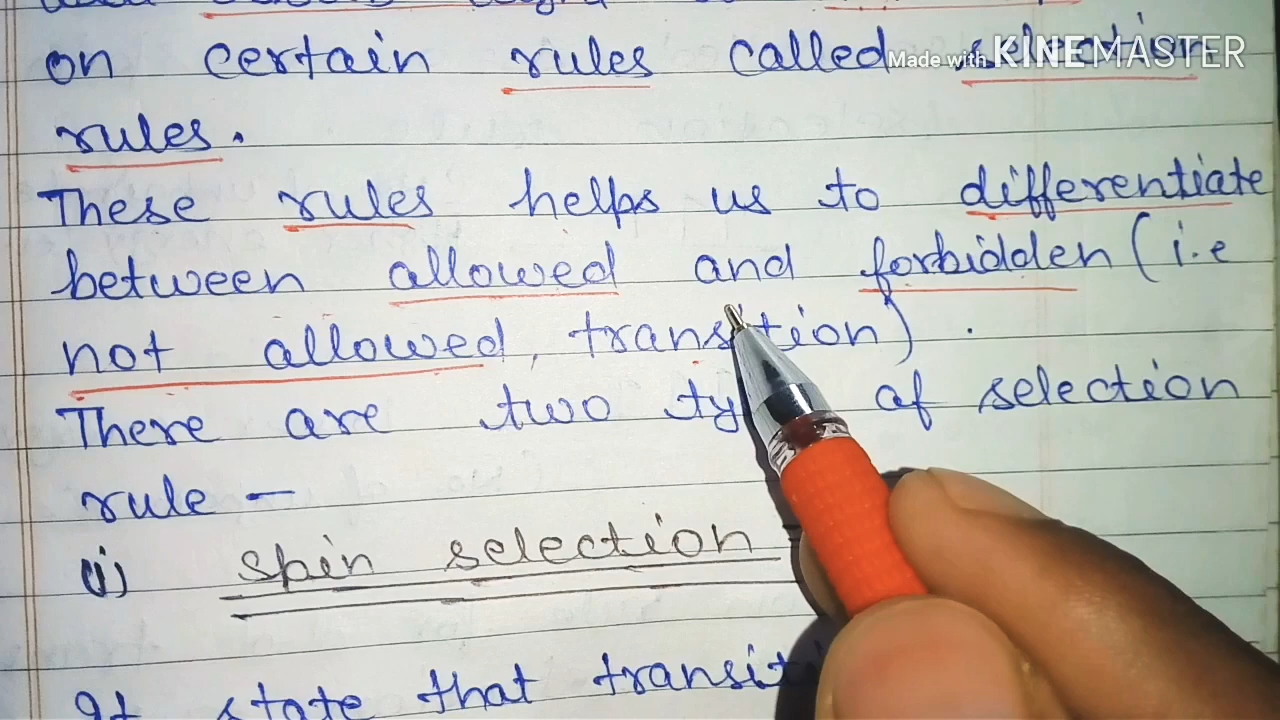 on certain rules called selection
Made with KINEMASTER
rules.
These rules helps us to differentiate
between allowed and forbidden (i.e
not allowed, transition) .
There are two of selection
rule -
(i) spin selection
It state that